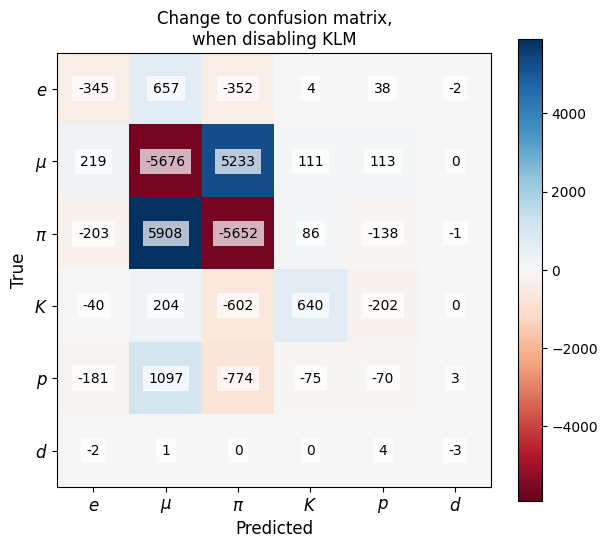 Change to confusion matrix,
when disabling KLM
e -345 657 -352 4 38 -2
μ 219 -5676 5233 111 113 0
π -203 5908 -5652 86 -138 -1
K -40 204 -602 640 -202 0
p -181 1097 -774 -75 -70 3
d -2 1 0 0 4 -3
e μ π K p d
True
Predicted
4000
2000
0
−2000
−4000